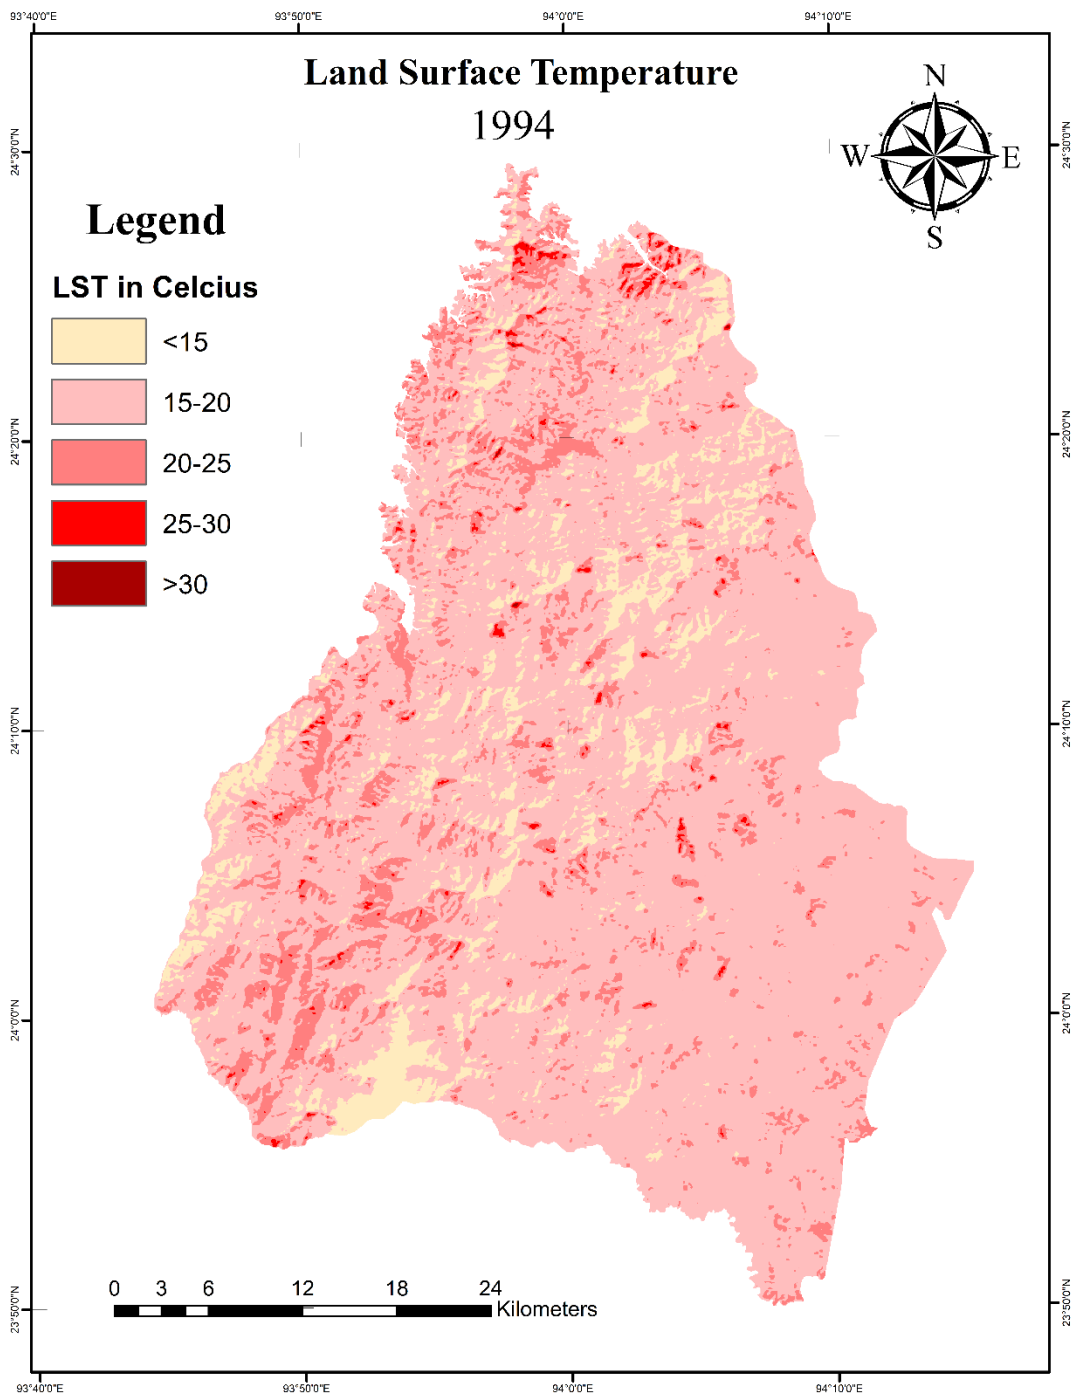 93°40'0"E 93°50'0"E 94°0'0"E 94°10'0"E
Land Surface Temperature
1994
N
W E
S
24°30'0"N 24°30'0"N
Legend
LST in Celcius
<15
15-20
20-25
25-30
>30
24°20'0"N 24°20'0"N
24°10'0"N 24°10'0"N
24°0'0"N 24°0'0"N
0 3 6 12 18 24
Kilometers
23°50'0"N 23°50'0"N
93°40'0"E 93°50'0"E 94°0'0"E 94°10'0"E